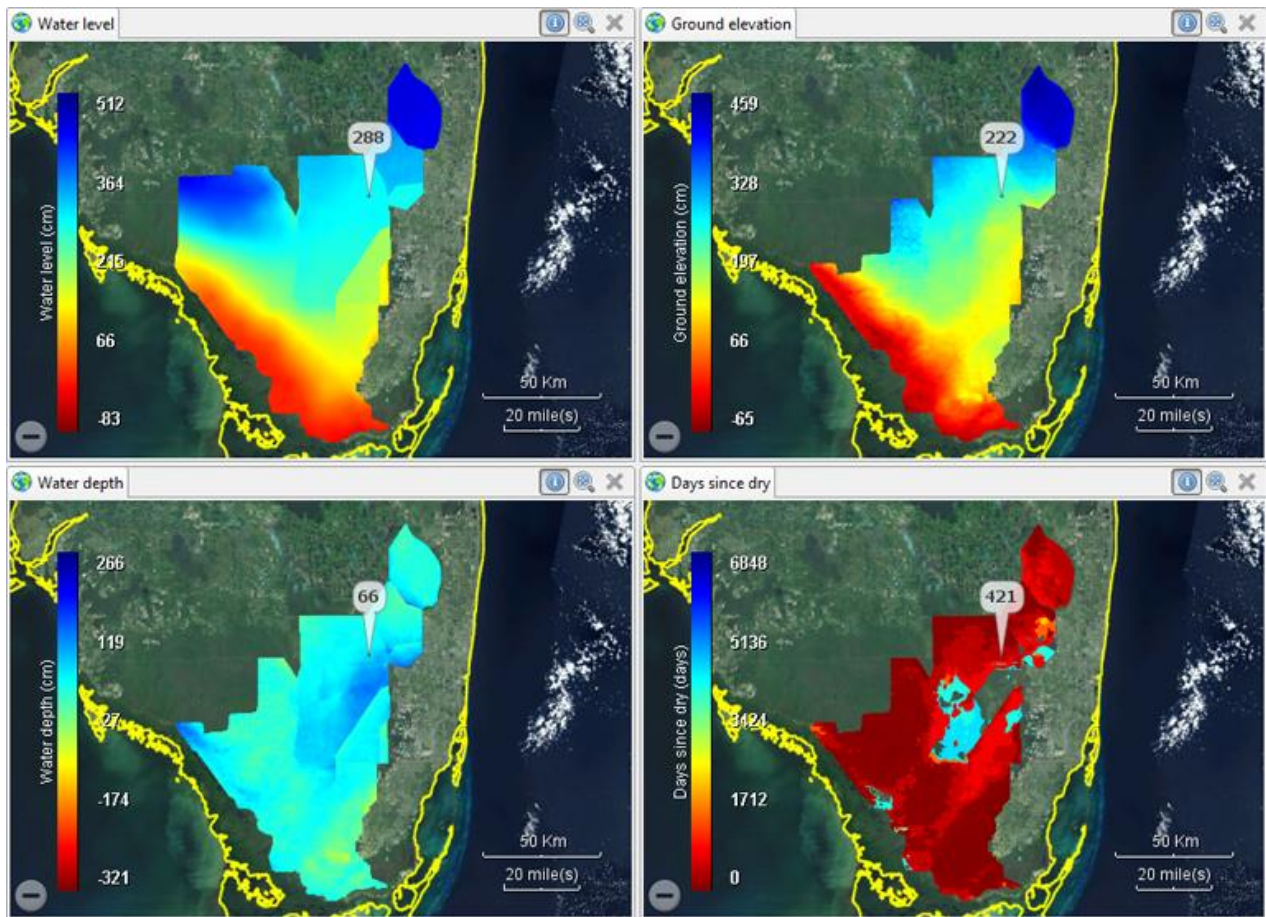 Water level
512
288
364
Water level (cm)
215
66
-83
50 Km
20 mile(s)
Ground elevation
459
222
328
Ground elevation (cm)
197
66
-65
50 Km
20 mile(s)
Water depth
266
66
119
Water depth (cm)
-27
-174
-321
50 Km
20 mile(s)
Days since dry
6848
421
5136
Days since dry (days)
3424
1712
0
50 Km
20 mile(s)